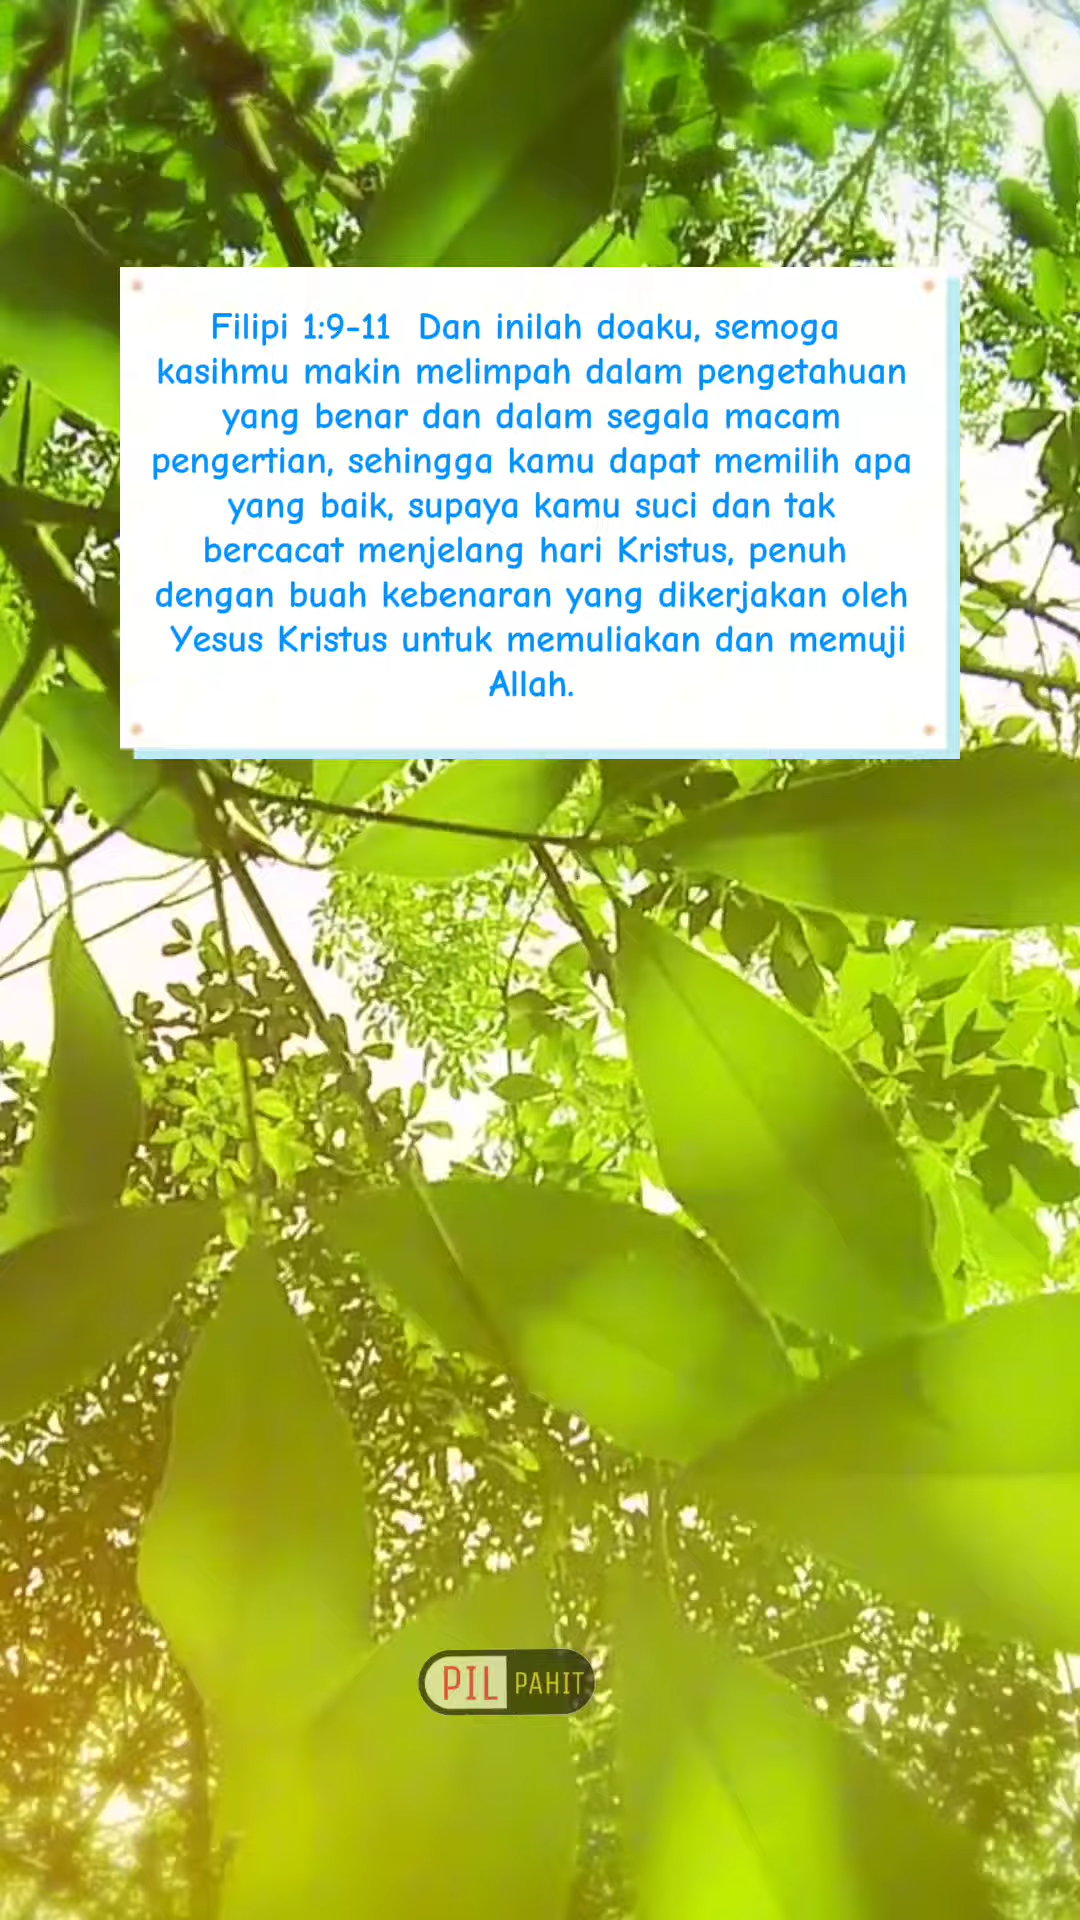 Filipi 1:9-11 Dan inilah doaku, semoga
kasihmu makin melimpah dalam pengetahuan
yang benar dan dalam segala macam
pengertian, sehingga kamu dapat memilih apa
yang baik, supaya kamu suci dan tak
bercacat menjelang hari Kristus, penuh
dengan buah kebenaran yang dikerjakan oleh
Yesus Kristus untuk memuliakan dan memuji
Allah.
PIL PAHIT